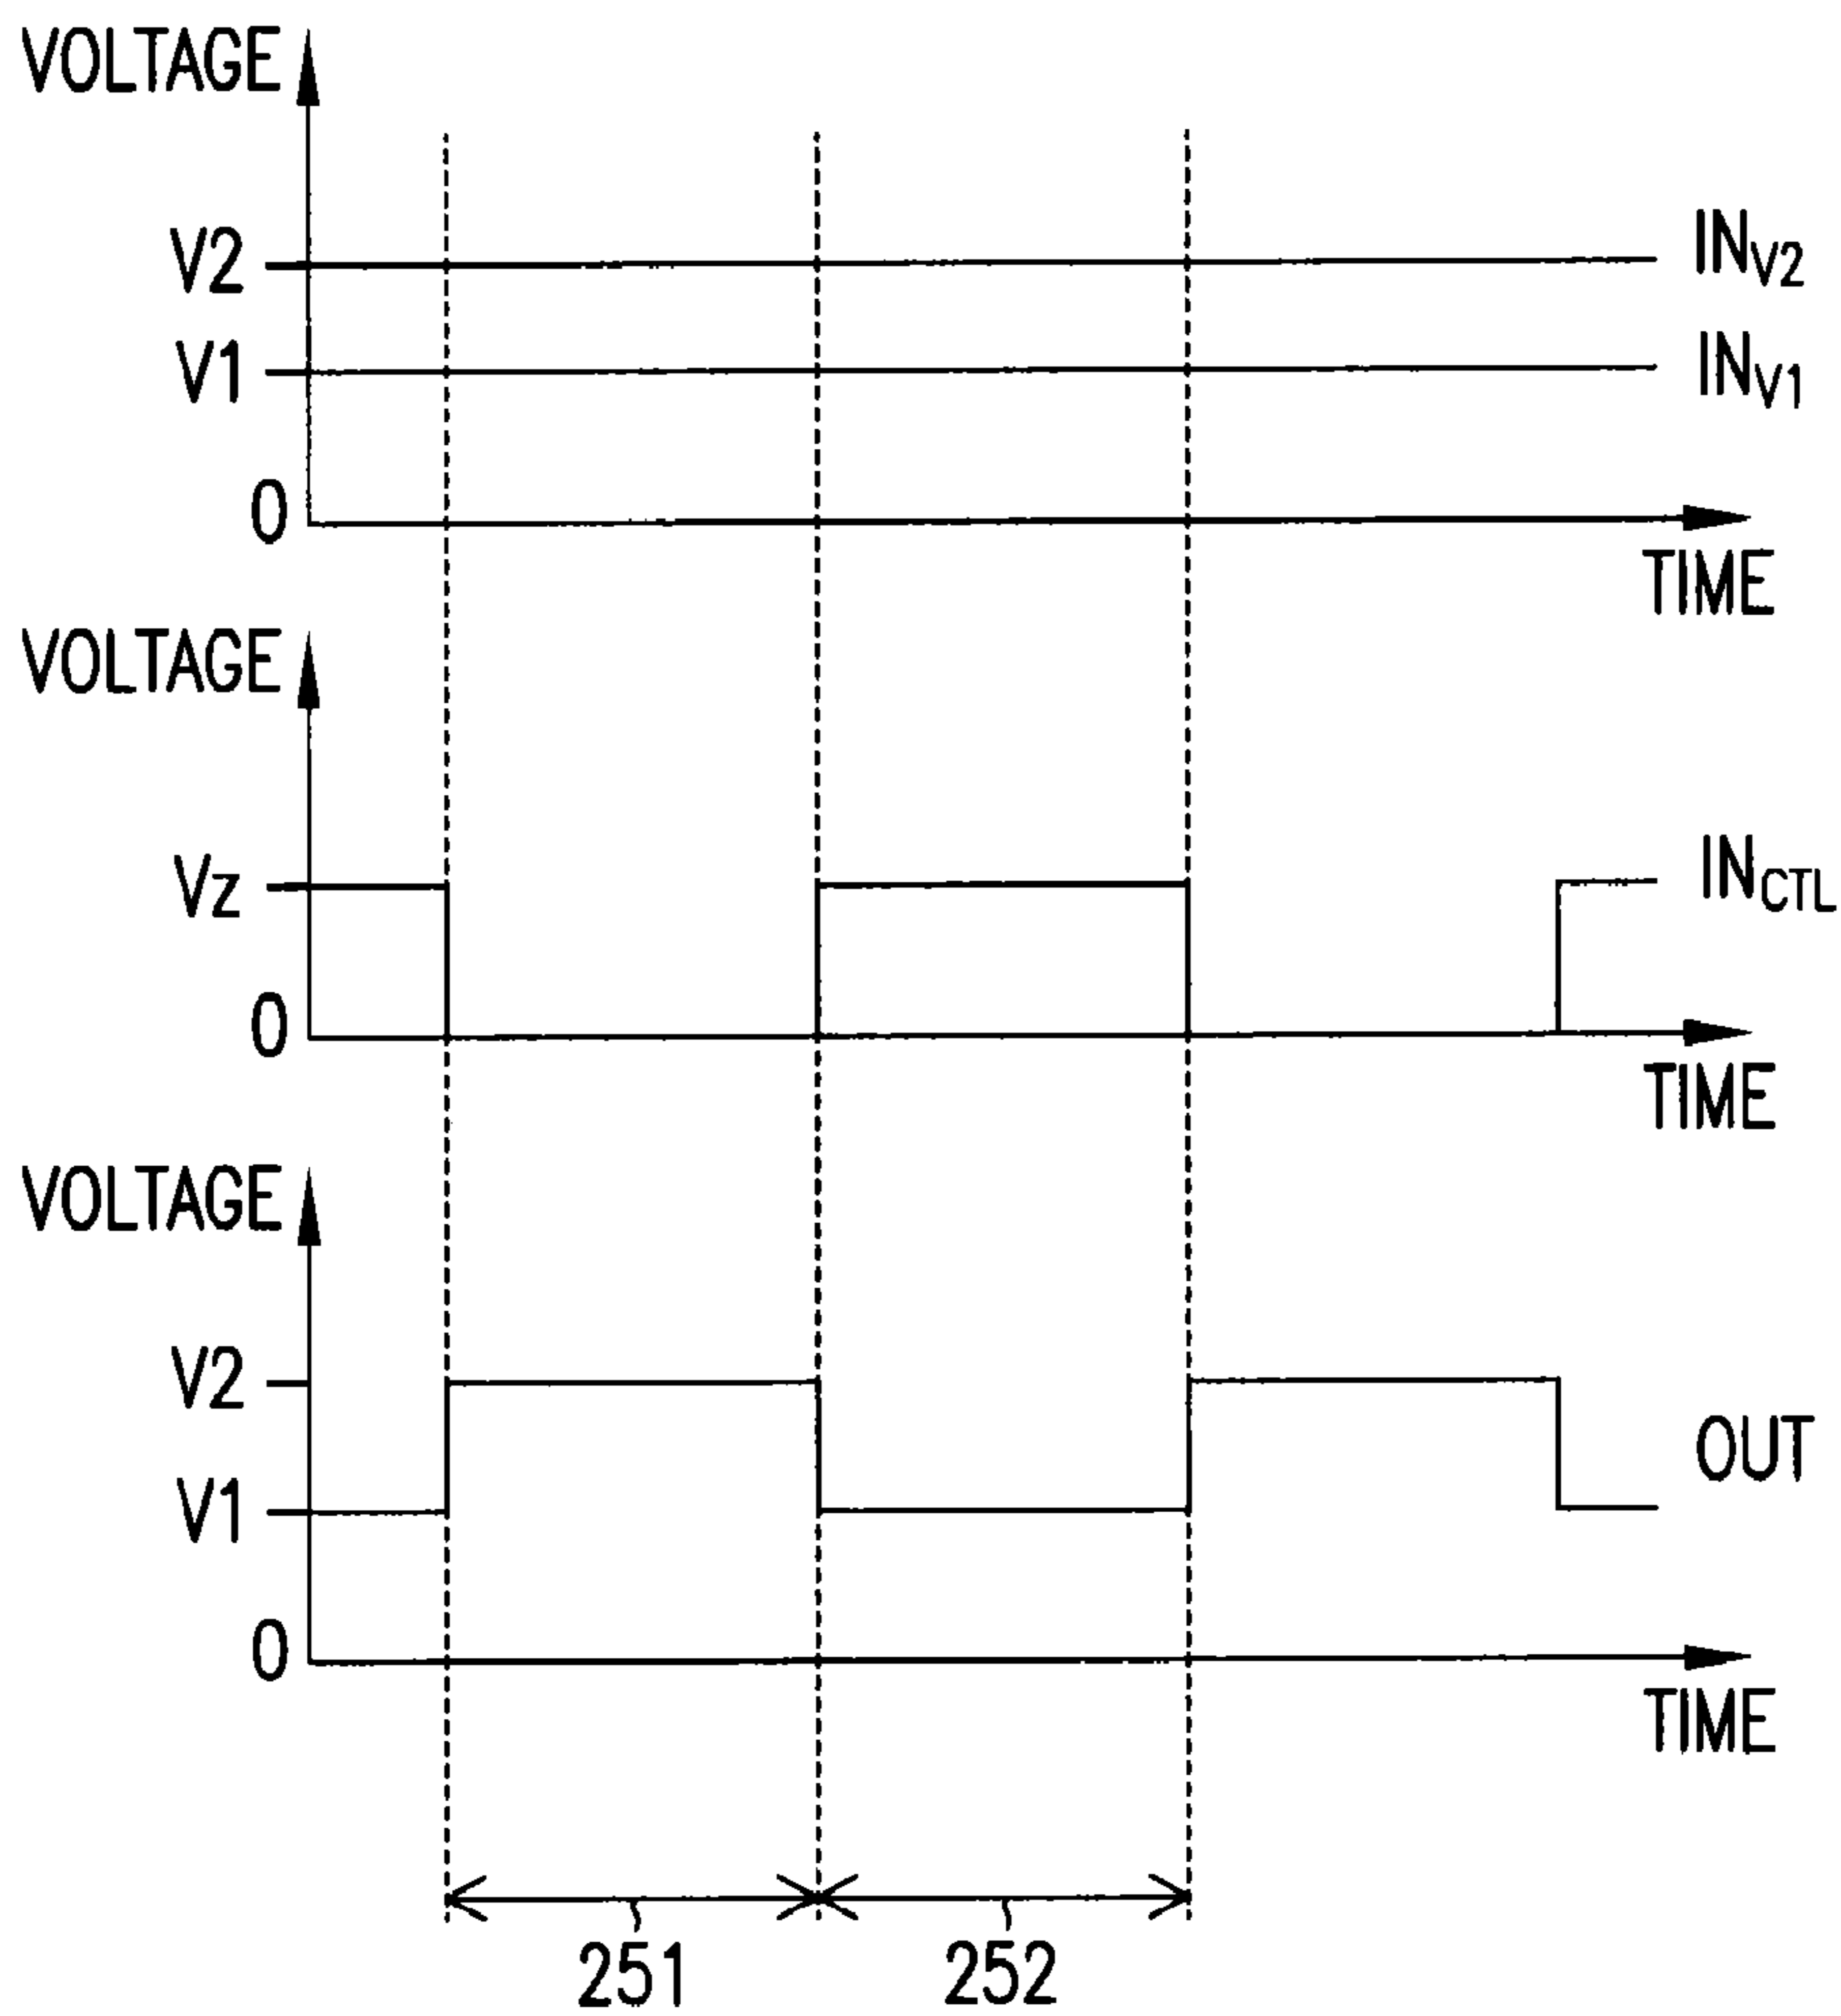 VOLTAGE
V2
IN_V2
V1
IN_V1
0
TIME
VOLTAGE
Vz
IN_CTL
0
TIME
VOLTAGE
V2
OUT
V1
0
TIME
251
252